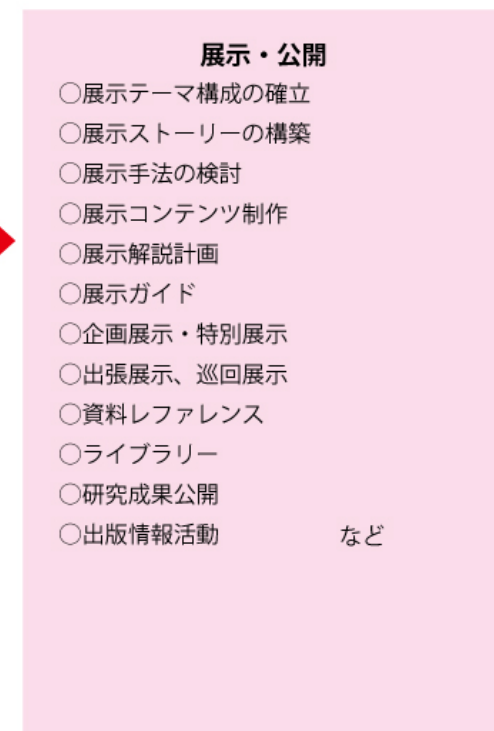 展示・公開
○展示テーマ構成の確立
○展示ストーリーの構築
○展示手法の検討
○展示コンテンツ制作
○展示解説計画
○展示ガイド
○企画展示・特別展示
○出張展示、巡回展示
○資料レファレンス
○ライブラリー
○研究成果公開
○出版情報活動　　　　　など